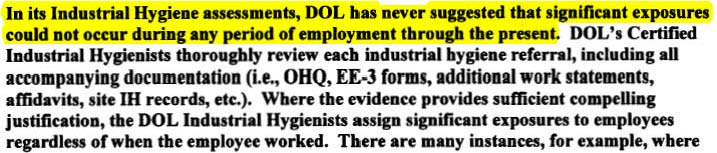 In its Industrial Hygiene assessments, DOL has never suggested that significant exposures
could not occur during any period of employment through the present.  DOL's Certified
Industrial Hygienists thoroughly review each industrial hygiene referral, including all
accompanying documentation (i.e., OHQ, EE-3 forms, additional work statements,
affidavits, site IH records, etc.).  Where the evidence provides sufficient compelling
justification, the DOL Industrial Hygienists assign significant exposures to employees
regardless of when the employee worked.  There are many instances, for example, where